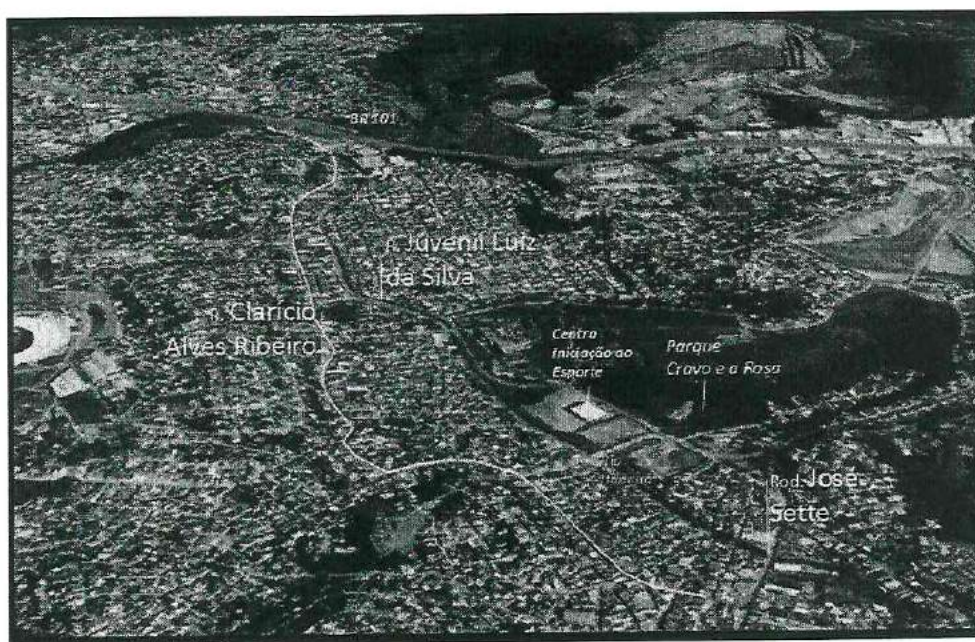 BR101
R. Juvenil Luiz
da Silva
R. Clarício
Alves Ribeiro
Centro
Iniciação ao
Esporte
Parque
Cravo e a Rosa
Rod. José
Sette